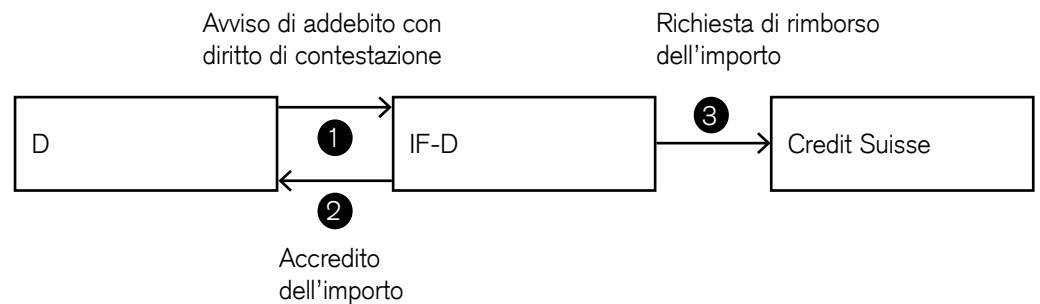 Avviso di addebito con
diritto di contestazione
Richiesta di rimborso
dell'importo
D
1
IF-D
3
Credit Suisse
2
Accredito
dell'importo